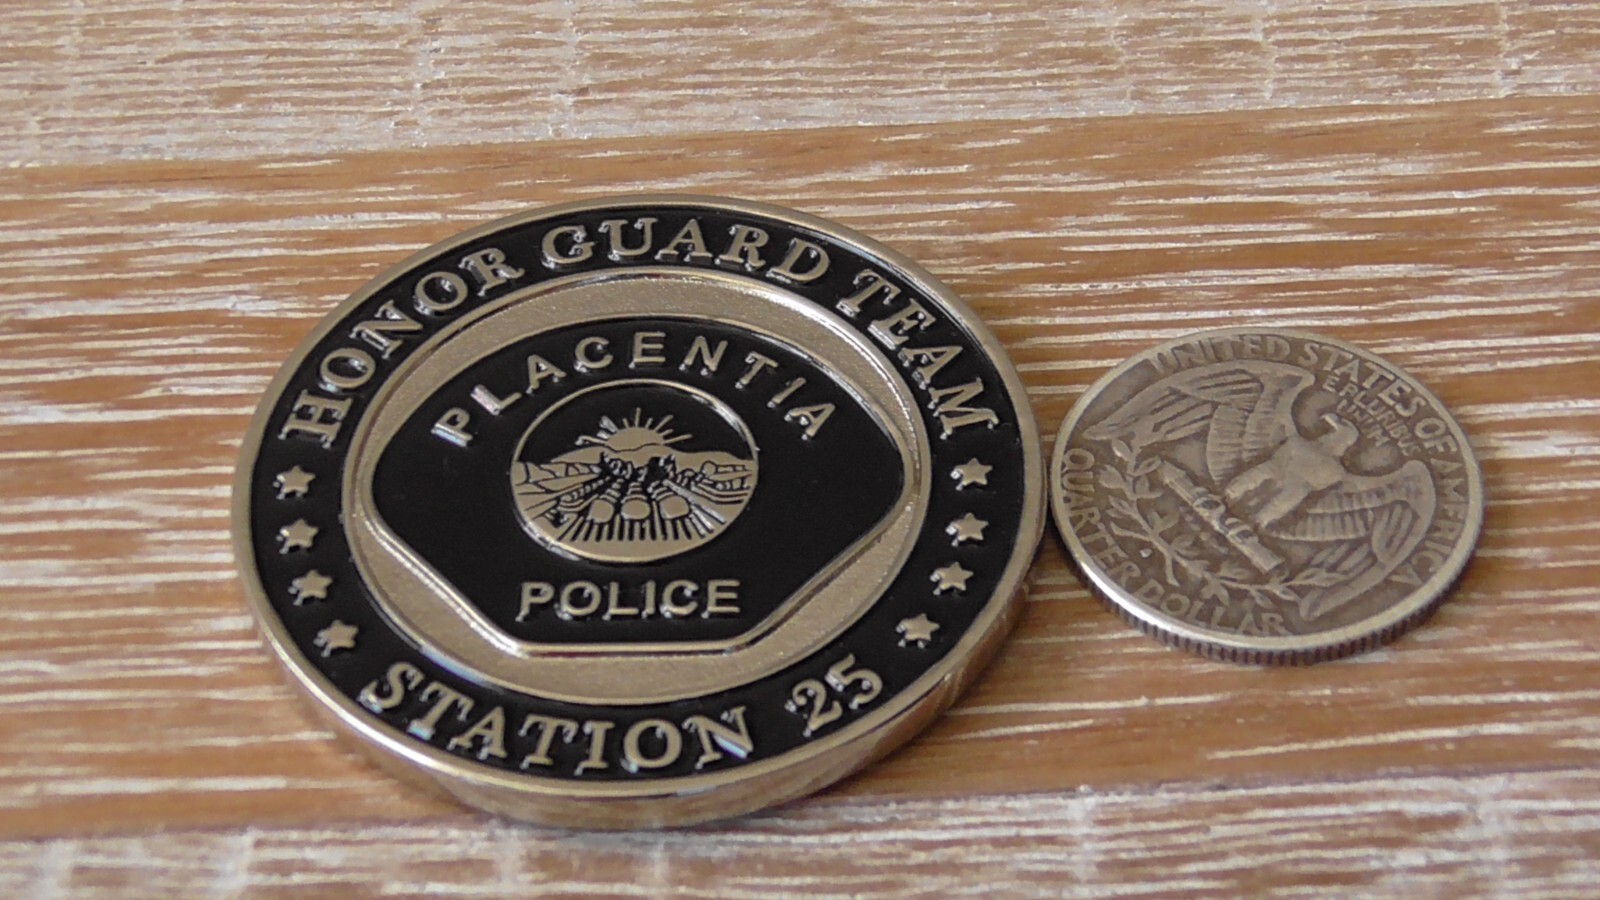 HONOR GUARD TEAM
PLACENTIA
POLICE
STATION 25
UNITED STATES OF AMERICA
E PLURIBUS
UNUM
QUARTER DOLLAR